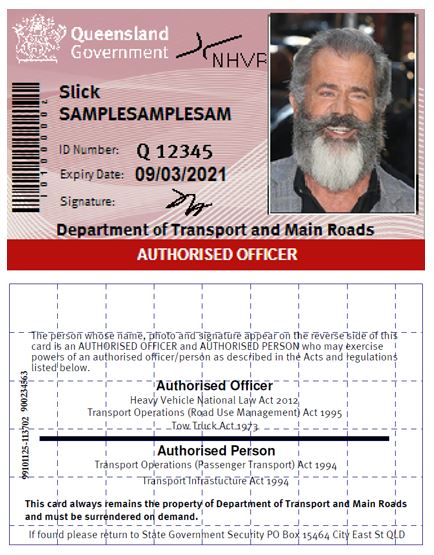 Queensland
Government
NHVR
Slick
SAMPLESAMPLESAM
ID Number: Q 12345
Expiry Date: 09/03/2021
Signature:
Department of Transport and Main Roads
AUTHORISED OFFICER
The person whose name, photo and signature appear on the reverse side of this
card is an AUTHORISED OFFICER and AUTHORISED PERSON who may exercise
powers of an authorised officer/person as described in the Acts and regulations
listed below.
Authorised Officer
Heavy Vehicle National Law Act 2012
Transport Operations (Road Use Management) Act 1995
Tow Truck Act 1973
Authorised Person
Transport Operations (Passenger Transport) Act 1994
Transport Infrastucture Act 1994
99101125-113702 900234563
This card always remains the property of Department of Transport and Main Roads
and must be surrendered on demand.
If found please return to State Government Security PO Box 15464 City East St QLD